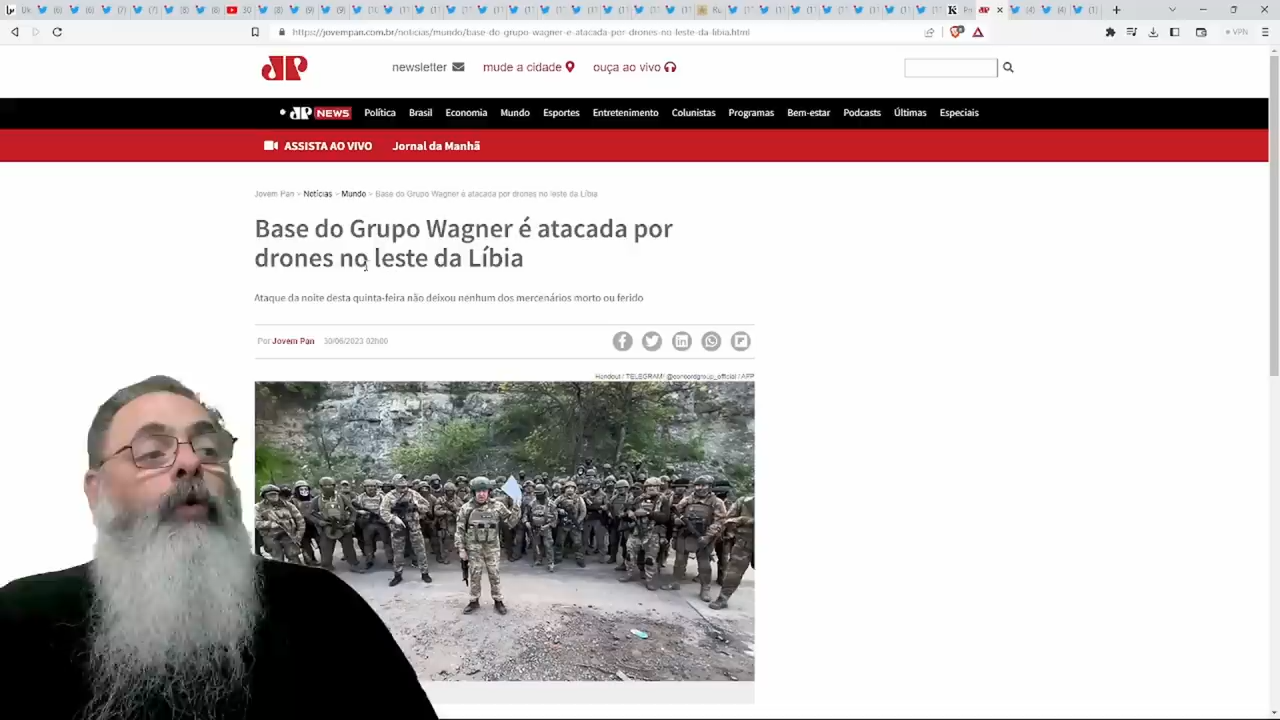 https://jovempan.com.br/noticias/mundo/base-do-grupo-wagner-e-atacada-por-drones-no-leste-da-libia.html
VPN
JP
newsletter mude a cidade ouça ao vivo
JP NEWS Política Brasil Economia Mundo Esportes Entretenimento Colunistas Programas Bem-estar Podcasts Últimas Especiais
ASSISTA AO VIVO Jornal da Manhã
Jovem Pan > Notícias > Mundo > Base do Grupo Wagner é atacada por drones no leste da Líbia
Base do Grupo Wagner é atacada por
drones no leste da Líbia
Ataque da noite desta quinta-feira não deixou nenhum dos mercenários morto ou ferido
Por Jovem Pan 30/06/2023 02h00
Handout / TELEGRAM/ @concordgroup_official / AFP